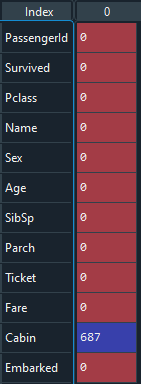 Index 0
PassengerId 0
Survived 0
Pclass 0
Name 0
Sex 0
Age 0
SibSp 0
Parch 0
Ticket 0
Fare 0
Cabin 687
Embarked 0